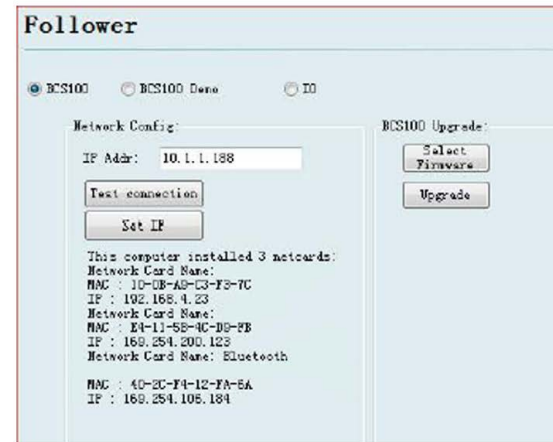 Follower
BCS100 BCS100 Demo IO
Network Config: BCS100 Upgrade:
IP Addr: 10.1.1.188
Select
Firmware
Test connection
Upgrade
Set IP
This computer installed 3 netcards:
Network Card Name:
MAC : 10-0B-A9-C3-FB-7C
IP : 192.168.4.23
Network Card Name:
MAC : E4-11-5B-4C-D9-FB
IP : 169.254.200.123
Network Card Name: Bluetooth
MAC : 40-2C-F4-12-FA-6A
IP : 169.254.106.184